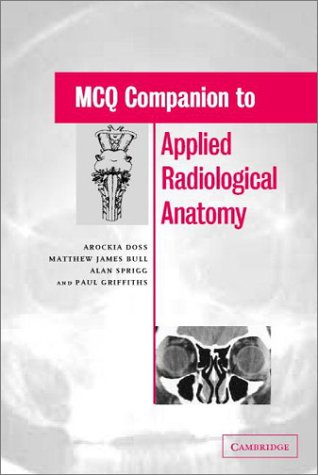 MCQ Companion to
Applied
Radiological
Anatomy
AROCKIA DOSS
MATTHEW JAMES BULL
ALAN SPRIGG
AND PAUL GRIFFITHS
CAMBRIDGE